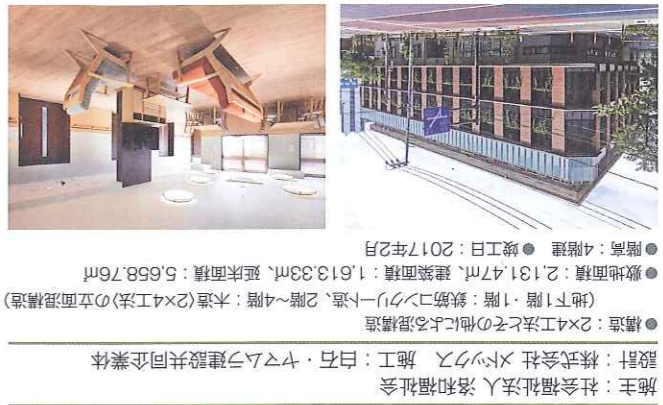 施主：社会福祉法人 洛和福祉会
設計：株式会社 メドックス　施工：白石・ヤマムラ建設共同企業体
●構造：2×4工法とその他による混構造
（地下1階・1階：鉄筋コンクリート造、2階～4階：木造〈2×4工法〉の立面混構造）
●敷地面積：2,131.47㎡、建築面積：1,613.33㎡、延床面積：5,658.76㎡
●階高：4階建　●竣工日：2017年2月